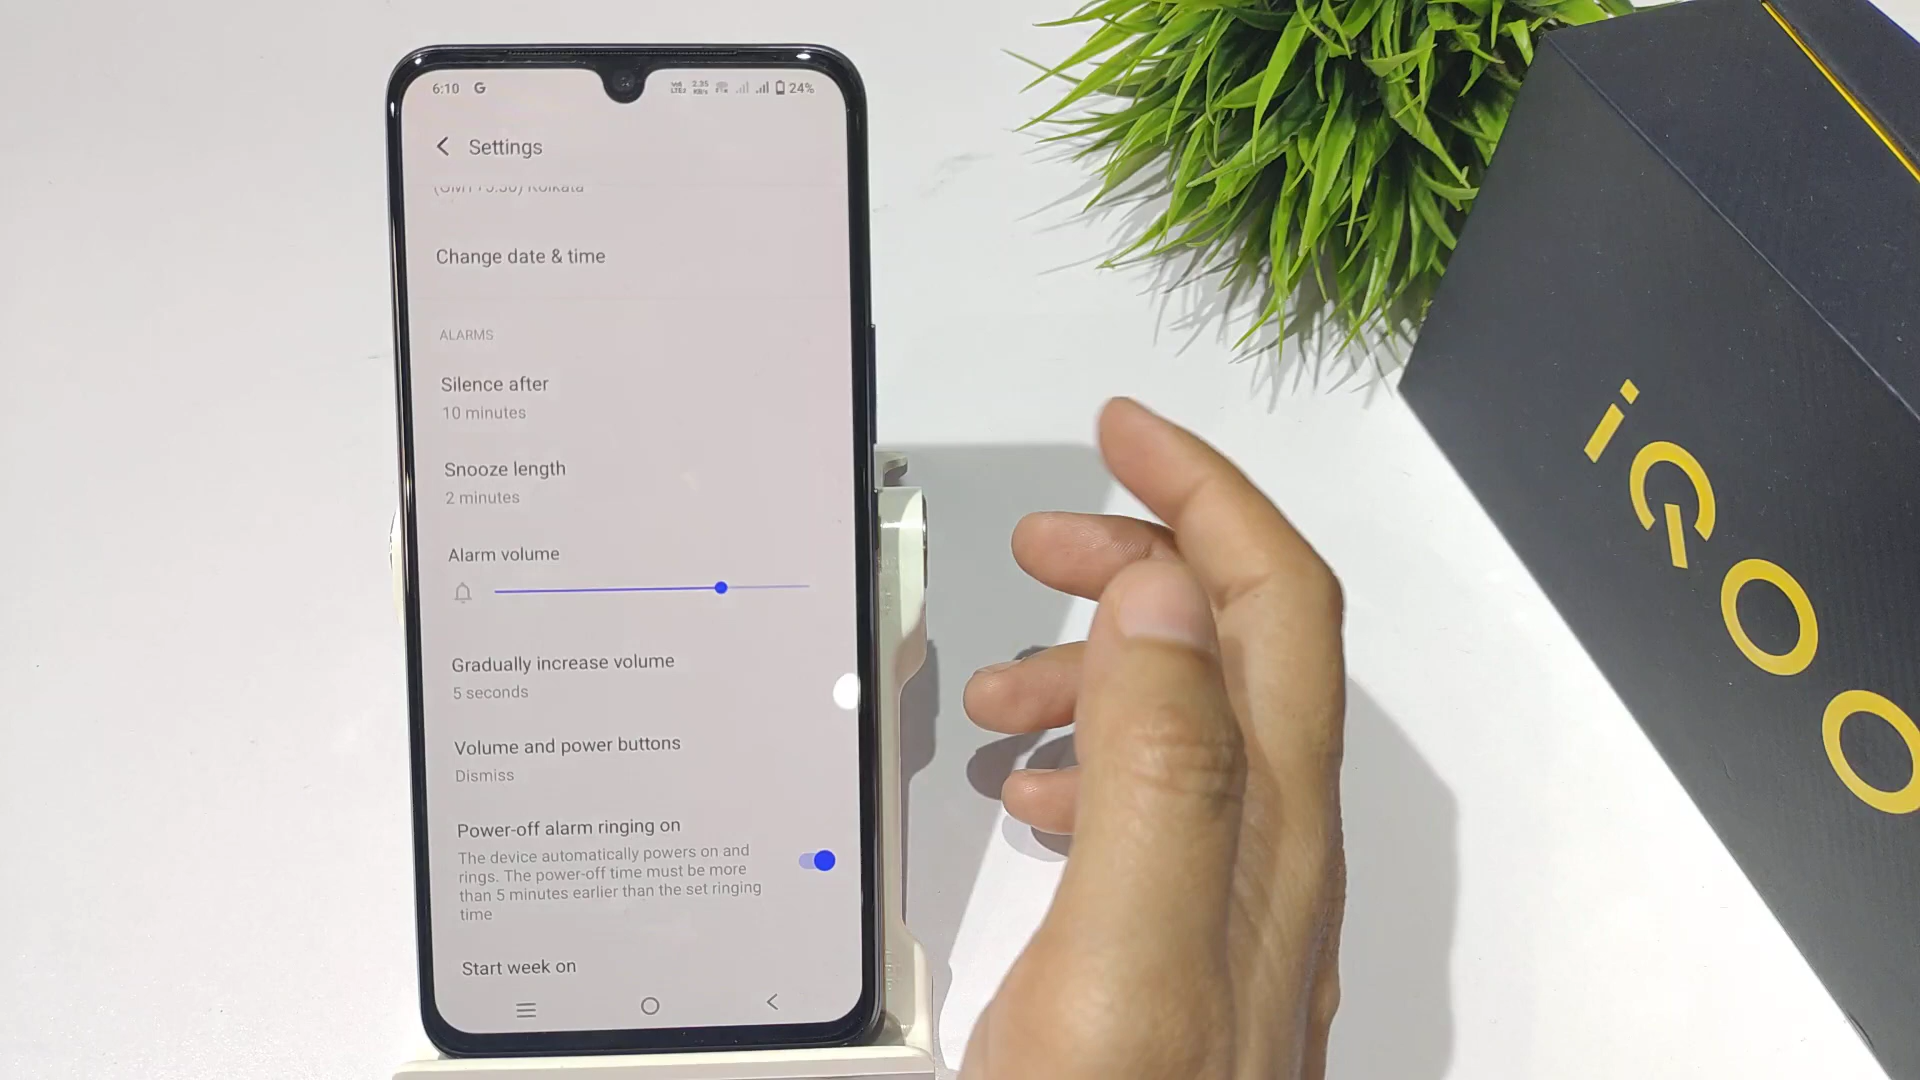 6:10 G 24%
Settings
Change date & time
ALARMS
Silence after
10 minutes
Snooze length
2 minutes
Alarm volume
Gradually increase volume
5 seconds
Volume and power buttons
Dismiss
Power-off alarm ringing on
The device automatically powers on and
rings. The power-off time must be more
than 5 minutes earlier than the set ringing
time
Start week on
iQOO